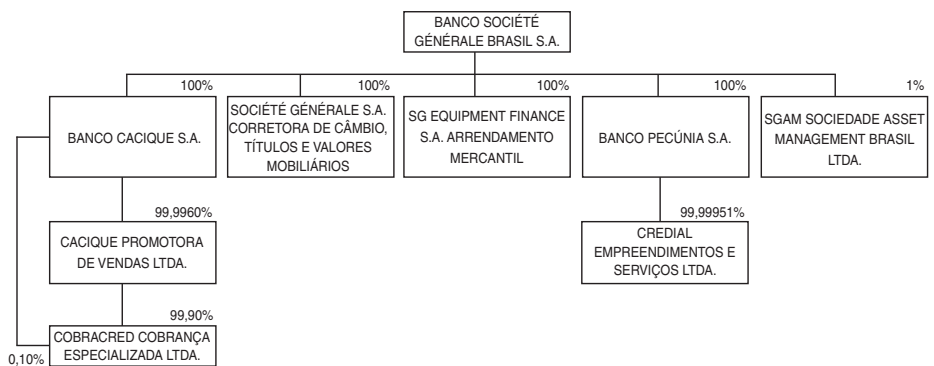 BANCO SOCIÉTÉ
GÉNÉRALE BRASIL S.A.
100%
100%
100%
100%
1%
BANCO CACIQUE S.A.
SOCIÉTÉ GÉNÉRALE S.A.
CORRETORA DE CÂMBIO,
TÍTULOS E VALORES
MOBILIÁRIOS
SG EQUIPMENT FINANCE
S.A. ARRENDAMENTO
MERCANTIL
BANCO PECÚNIA S.A.
SGAM SOCIEDADE ASSET
MANAGEMENT BRASIL
LTDA.
99,9960%
99,99951%
CACIQUE PROMOTORA
DE VENDAS LTDA.
CREDIAL
EMPREENDIMENTOS E
SERVIÇOS LTDA.
99,90%
COBRACRED COBRANÇA
ESPECIALIZADA LTDA.
0,10%